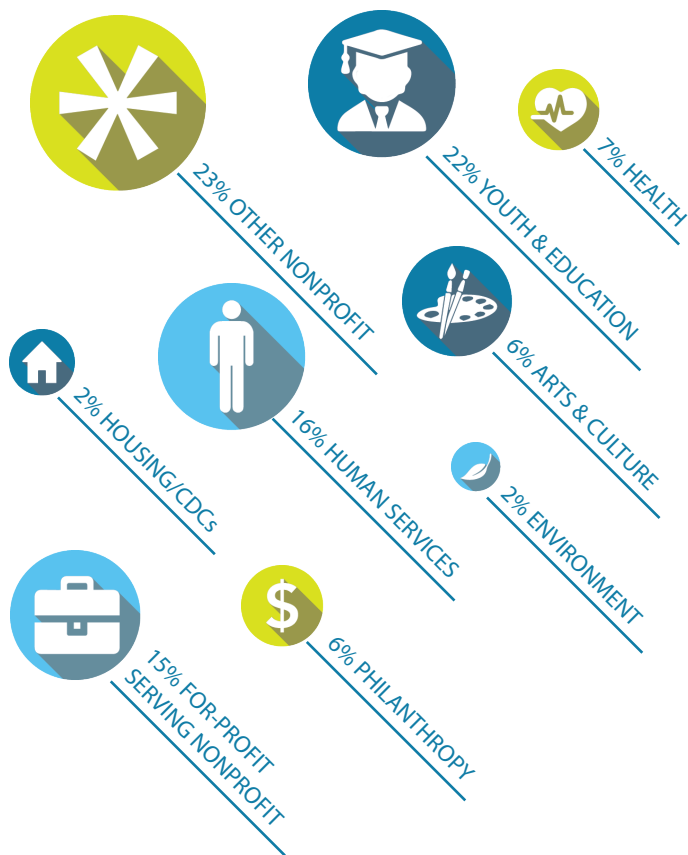 23% OTHER NONPROFIT
22% YOUTH & EDUCATION
7% HEALTH
2% HOUSING/CDCs
16% HUMAN SERVICES
6% ARTS & CULTURE
2% ENVIRONMENT
15% FOR-PROFIT
SERVING NONPROFIT
$
6% PHILANTHROPY